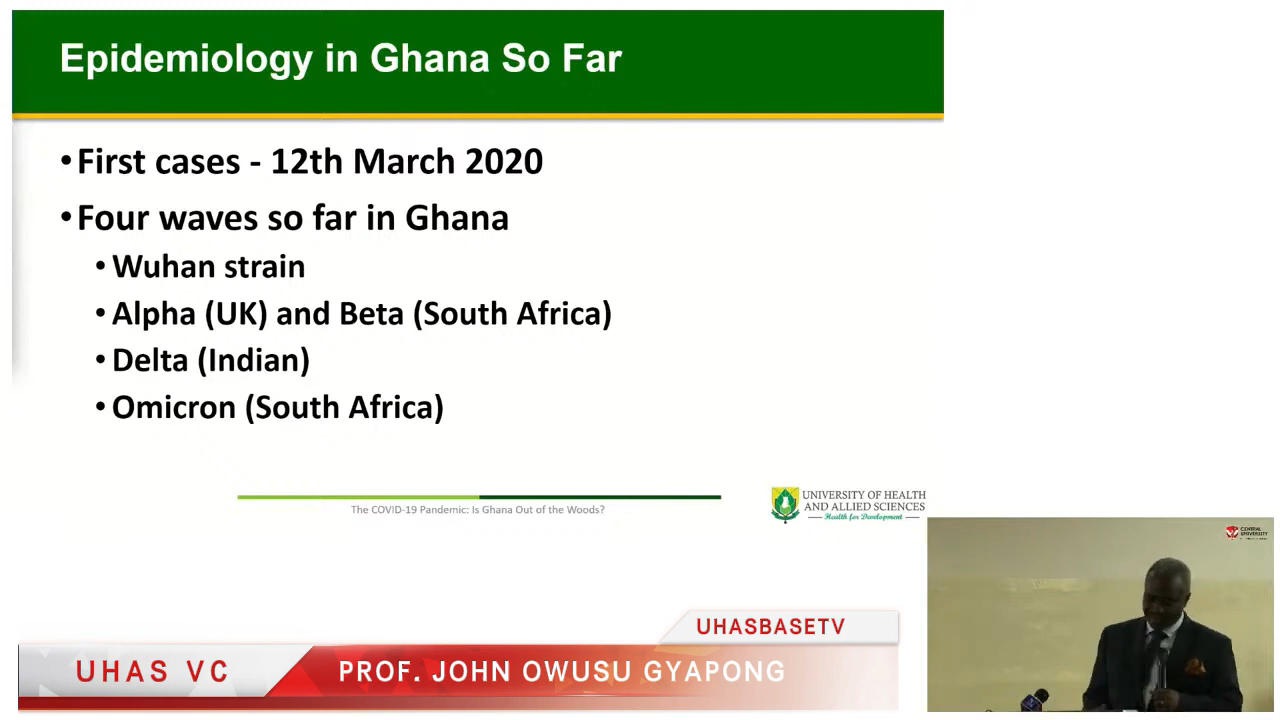 Epidemiology in Ghana So Far
•First cases - 12th March 2020
•Four waves so far in Ghana
•Wuhan strain
•Alpha (UK) and Beta (South Africa)
•Delta (Indian)
•Omicron (South Africa)
The COVID-19 Pandemic: Is Ghana Out of the Woods?
UNIVERSITY OF HEALTH
AND ALLIED SCIENCES
Health for Development
CENTRAL
UNIVERSITY
UHASBASETV
UHAS VC
PROF. JOHN OWUSU GYAPONG